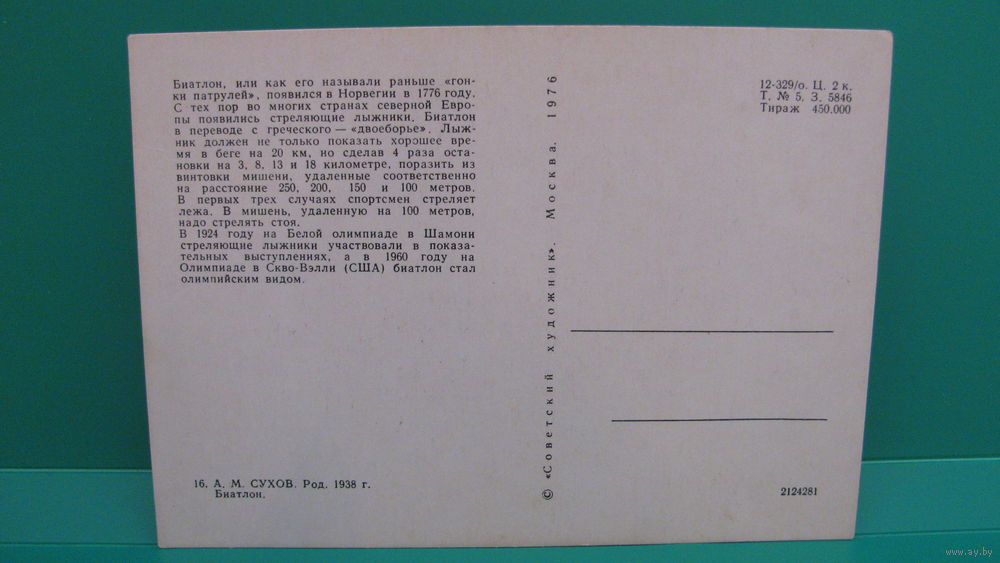 Биатлон, или как его называли раньше «гон-
ки патрулей», появился в Норвегии в 1776 году.
С тех пор во многих странах северной Евро-
пы появились стреляющие лыжники. Биатлон
в переводе с греческого — «двоеборье». Лыж-
ник должен не только показать хорошее вре-
мя в беге на 20 км, но сделав 4 раза оста-
новки на 3, 8, 13 и 18 километре, поразить из
винтовки мишени, удаленные соответственно
на расстояние 250, 200, 150 и 100 метров.
В первых трех случаях спортсмен стреляет
лежа. В мишень, удаленную на 100 метров,
надо стрелять стоя.
В 1924 году на Белой олимпиаде в Шамони
стреляющие лыжники участвовали в показа-
тельных выступлениях, а в 1960 году на
Олимпиаде в Скво-Вэлли (США) биатлон стал
олимпийским видом.
16. А. М. СУХОВ. Род. 1938 г.
Биатлон.
© «Советский художник». Москва. 1976
12-329/о. Ц. 2 к.
Т. № 5. З. 5846
Тираж 450.000
2124281
www.ay.by